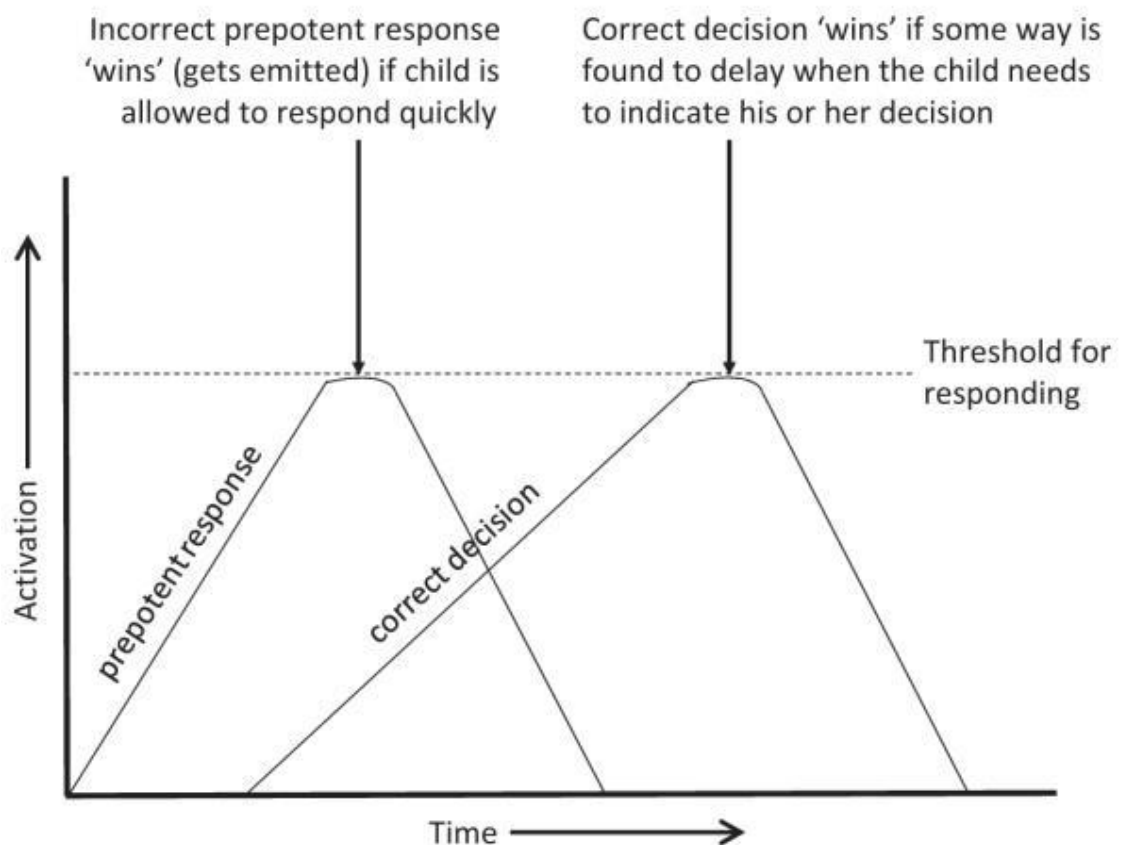 Incorrect prepotent response
‘wins’ (gets emitted) if child is
allowed to respond quickly
Correct decision ‘wins’ if some way is
found to delay when the child needs
to indicate his or her decision
Threshold for
responding
Activation
prepotent response
correct decision
Time